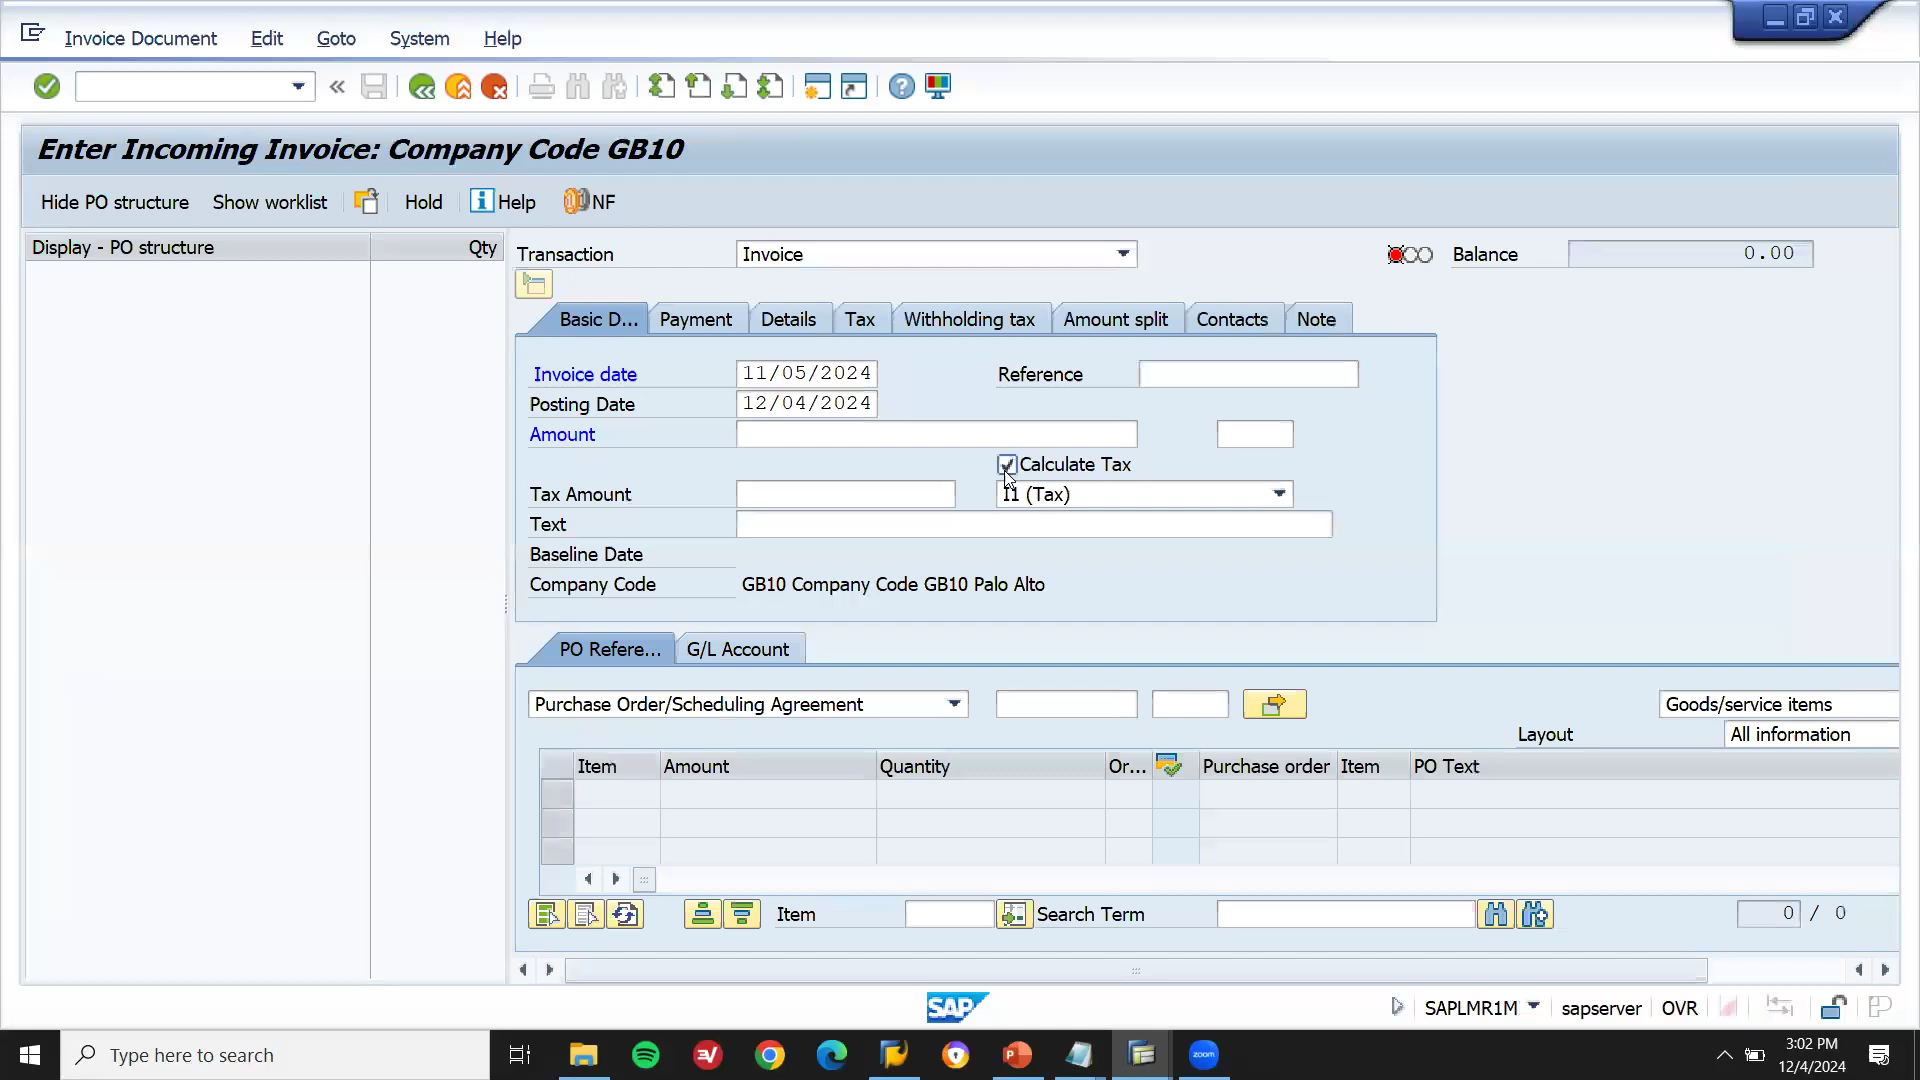 Invoice Document Edit Goto System Help
Enter Incoming Invoice: Company Code GB10
Hide PO structure Show worklist Hold Help NF
Display - PO structure Qty
Transaction Invoice Balance 0.00
Basic D... Payment Details Tax Withholding tax Amount split Contacts Note
Invoice date 11/05/2024 Reference
Posting Date 12/04/2024
Amount
Calculate Tax
Tax Amount I1 (Tax)
Text
Baseline Date
Company Code GB10 Company Code GB10 Palo Alto
PO Refere... G/L Account
Purchase Order/Scheduling Agreement Goods/service items
Layout All information
Item Amount Quantity Or... Purchase order Item PO Text
Item Search Term 0 / 0
SAP SAPLMR1M sapserver OVR
Type here to search zoom 3:02 PM
12/4/2024